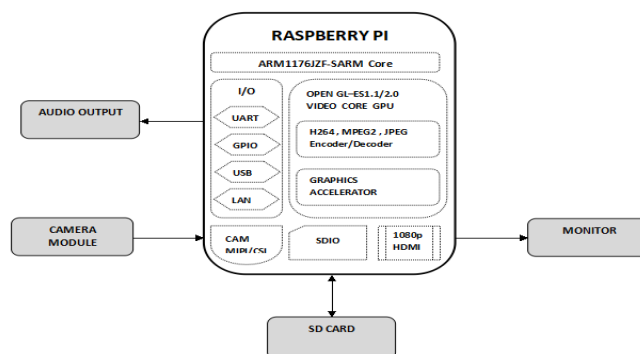 RASPBERRY PI
ARM1176JZF-SARM Core
I/O
UART
GPIO
USB
LAN
OPEN GL–ES1.1/2.0
VIDEO CORE GPU
H264 , MPEG2 , JPEG
Encoder/Decoder
GRAPHICS
ACCELERATOR
CAM
MIPI/CSI
SDIO
1080p
HDMI
AUDIO OUTPUT
CAMERA
MODULE
MONITOR
SD CARD